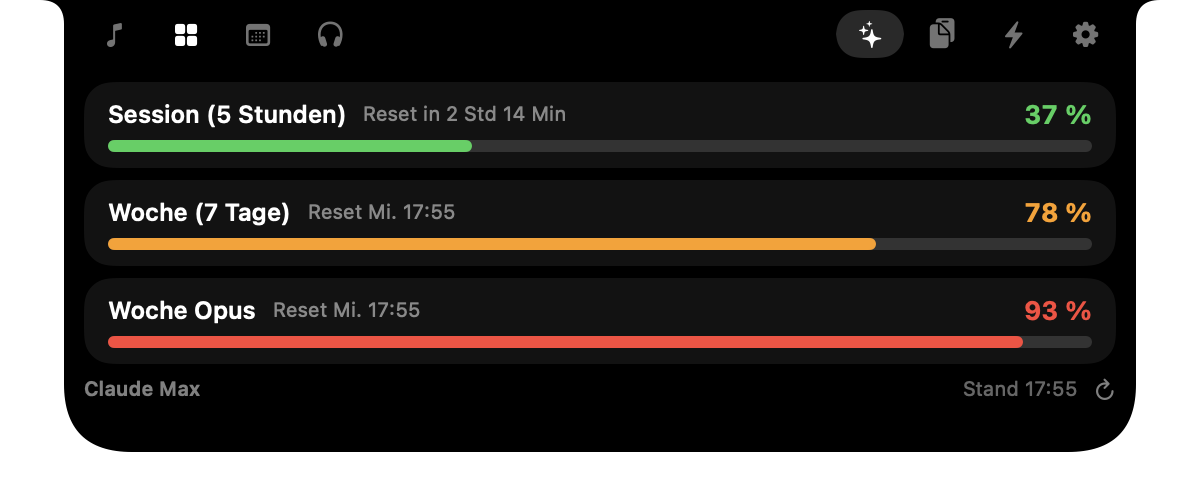 Session (5 Stunden) Reset in 2 Std 14 Min 37 %
Woche (7 Tage) Reset Mi. 17:55 78 %
Woche Opus Reset Mi. 17:55 93 %
Claude Max Stand 17:55